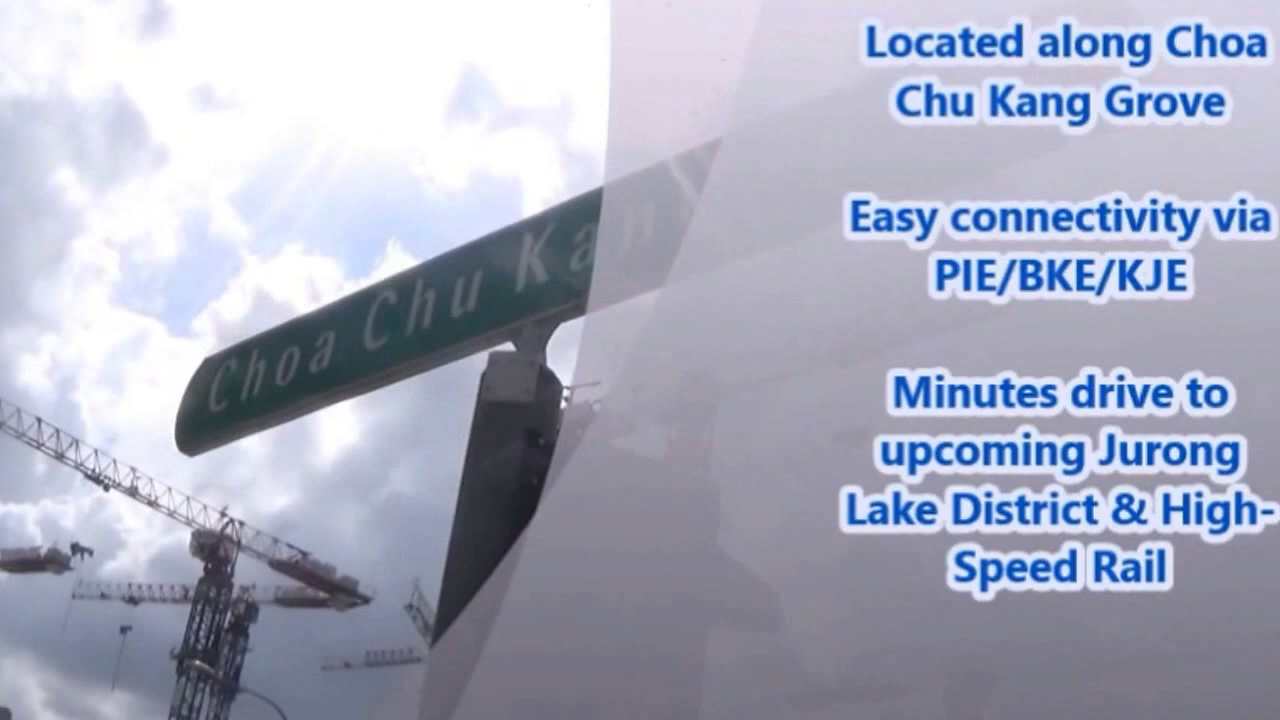 Located along Choa
Chu Kang Grove
Easy connectivity via
PIE/BKE/KJE
Minutes drive to
upcoming Jurong
Lake District & High-
Speed Rail
Choa Chu Kan